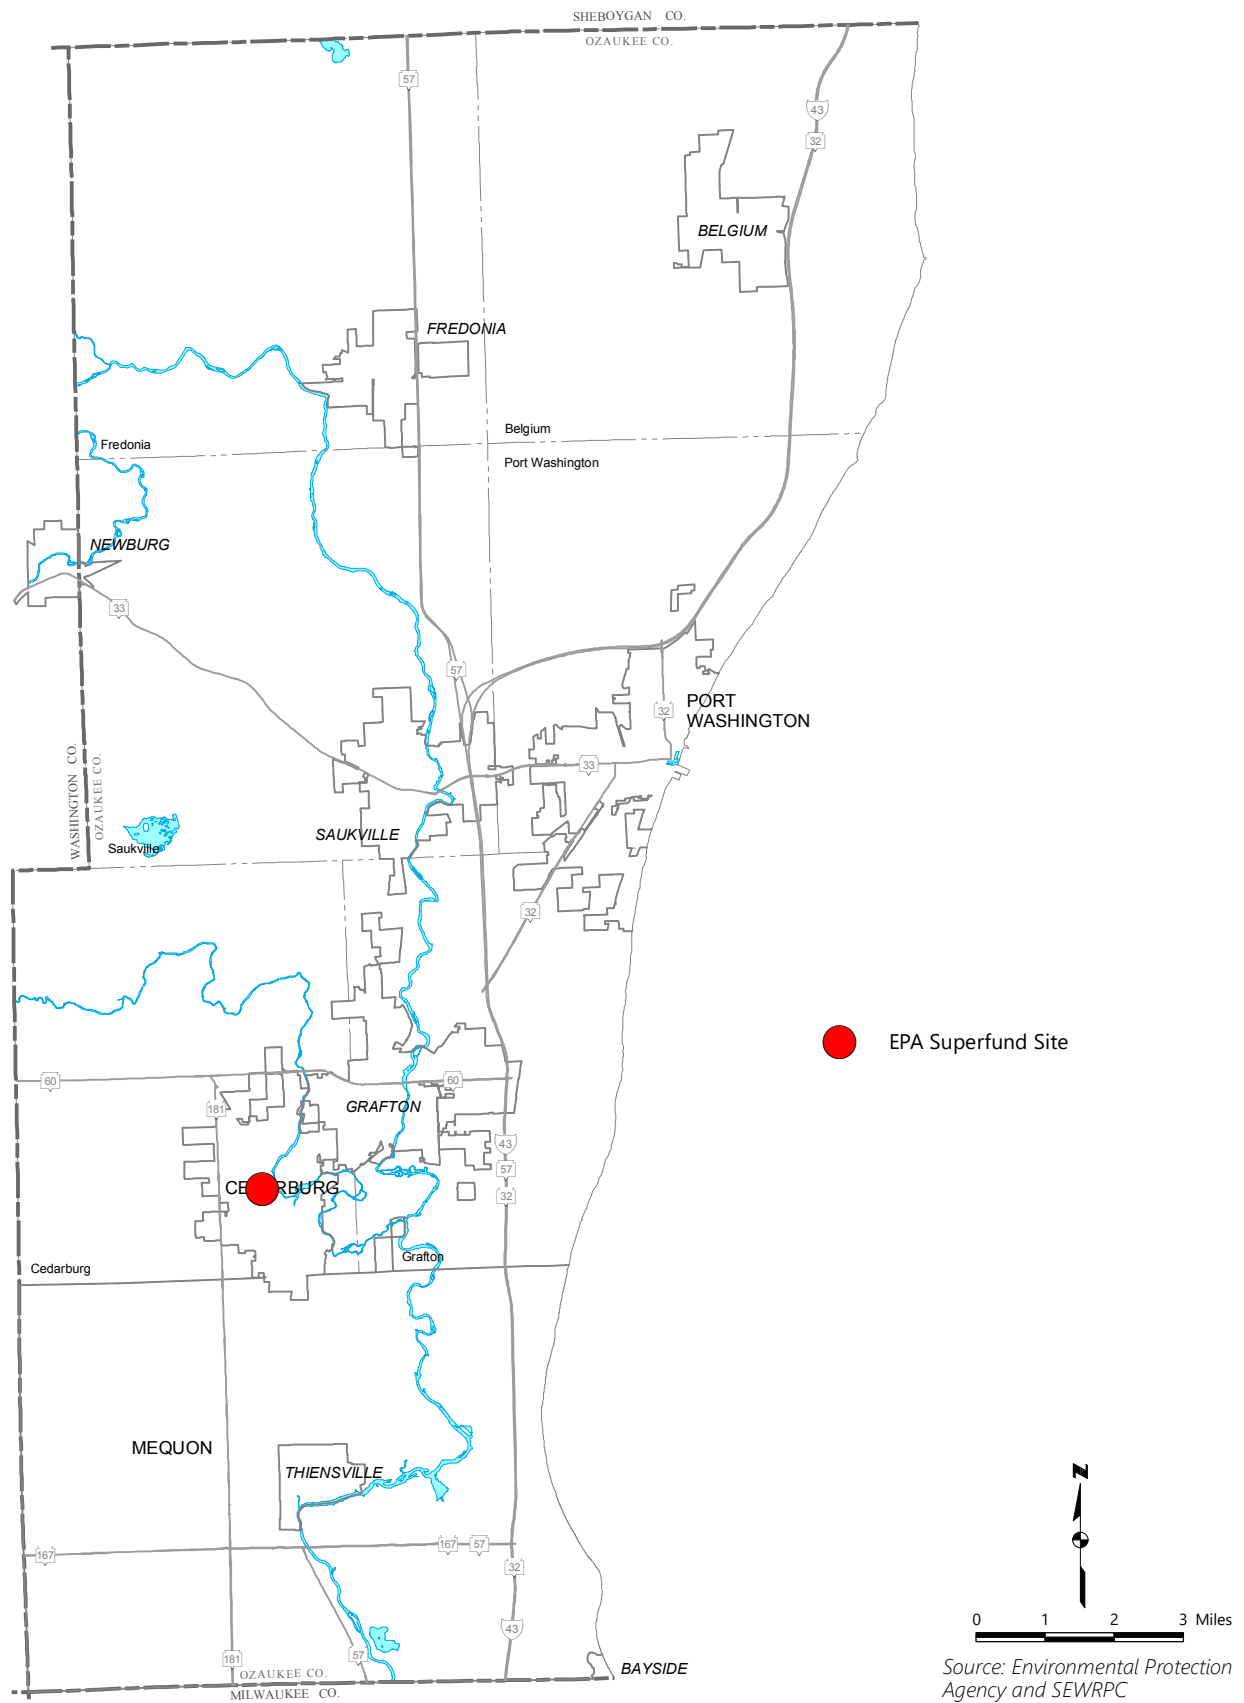 SHEBOYGAN CO.
OZAUKEE CO.
57
43
32
BELGIUM
FREDONIA
Fredonia
Belgium
Port Washington
NEWBURG
33
57
32
PORT
WASHINGTON
33
WASHINGTON CO.
OZAUKEE CO.
SAUKVILLE
Saukville
32
EPA Superfund Site
60
60
181
GRAFTON
43
57
32
Cedarburg
Grafton
MEQUON
THIENSVILLE
167
167
57
32
43
57
181
OZAUKEE CO.
MILWAUKEE CO.
BAYSIDE
N
0 1 2 3 Miles
Source: Environmental Protection
Agency and SEWRPC